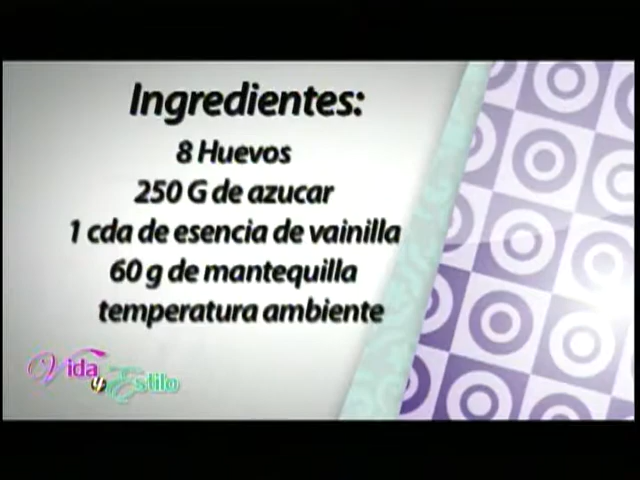 Ingredientes:
8 Huevos
250 G de azucar
1 cda de esencia de vainilla
60 g de mantequilla
temperatura ambiente
Vida
y Estilo